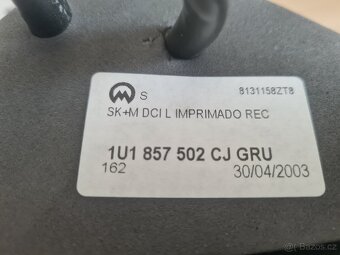 S 8131158ZT8
SK+M DCI L IMPRIMADO REC
1U1 857 502 CJ GRU
162 30/04/2003